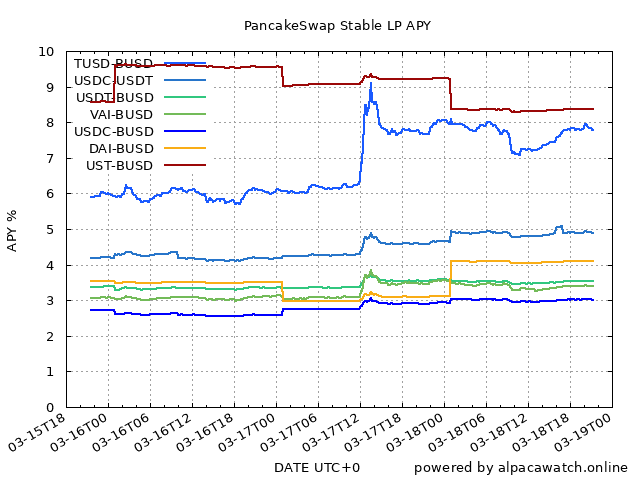 PancakeSwap Stable LP APY
APY %
10
9
8
7
6
5
4
3
2
1
0
TUSD-BUSD
USDC-USDT
USDT-BUSD
VAI-BUSD
USDC-BUSD
DAI-BUSD
UST-BUSD
03-15T18
03-16T00
03-16T06
03-16T12
03-16T18
03-17T00
03-17T06
03-17T12
03-17T18
03-18T00
03-18T06
03-18T12
03-18T18
03-19T00
DATE UTC+0
powered by alpacawatch.online